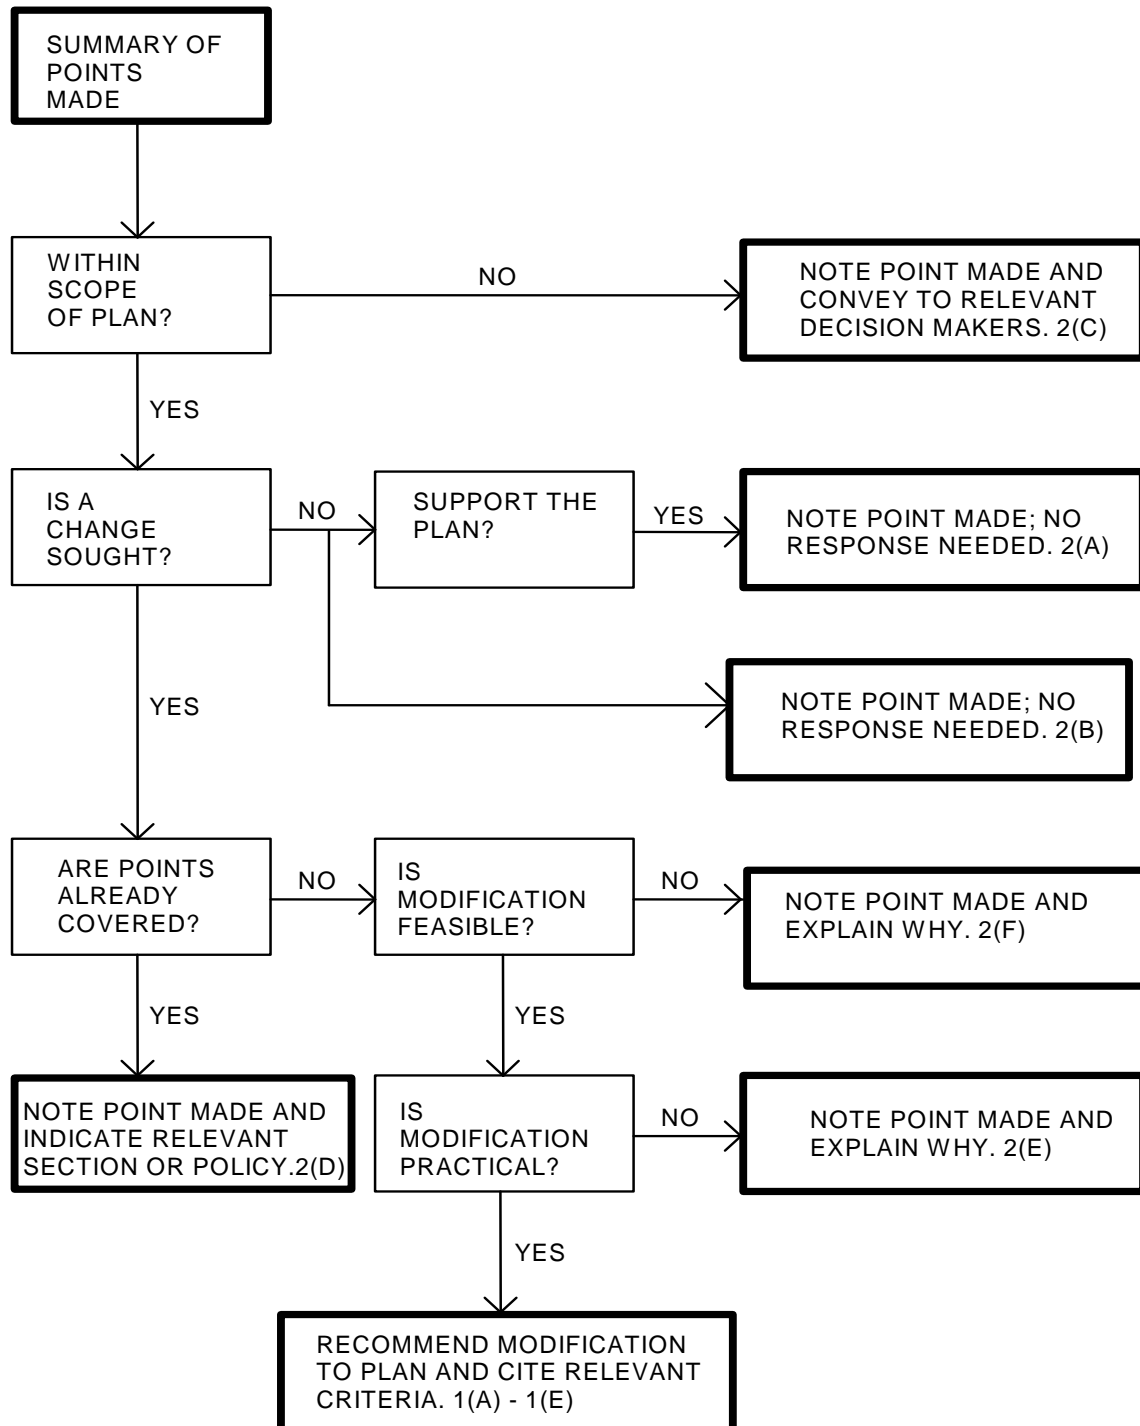 SUMMARY OF
POINTS
MADE
WITHIN
SCOPE
OF PLAN?
NO
NOTE POINT MADE AND
CONVEY TO RELEVANT
DECISION MAKERS. 2(C)
YES
IS A
CHANGE
SOUGHT?
NO
SUPPORT THE
PLAN?
YES
NOTE POINT MADE; NO
RESPONSE NEEDED. 2(A)
NOTE POINT MADE; NO
RESPONSE NEEDED. 2(B)
YES
ARE POINTS
ALREADY
COVERED?
NO
IS
MODIFICATION
FEASIBLE?
NO
NOTE POINT MADE AND
EXPLAIN WHY. 2(F)
YES
YES
NOTE POINT MADE AND
INDICATE RELEVANT
SECTION OR POLICY.2(D)
IS
MODIFICATION
PRACTICAL?
NO
NOTE POINT MADE AND
EXPLAIN WHY. 2(E)
YES
RECOMMEND MODIFICATION
TO PLAN AND CITE RELEVANT
CRITERIA. 1(A) - 1(E)